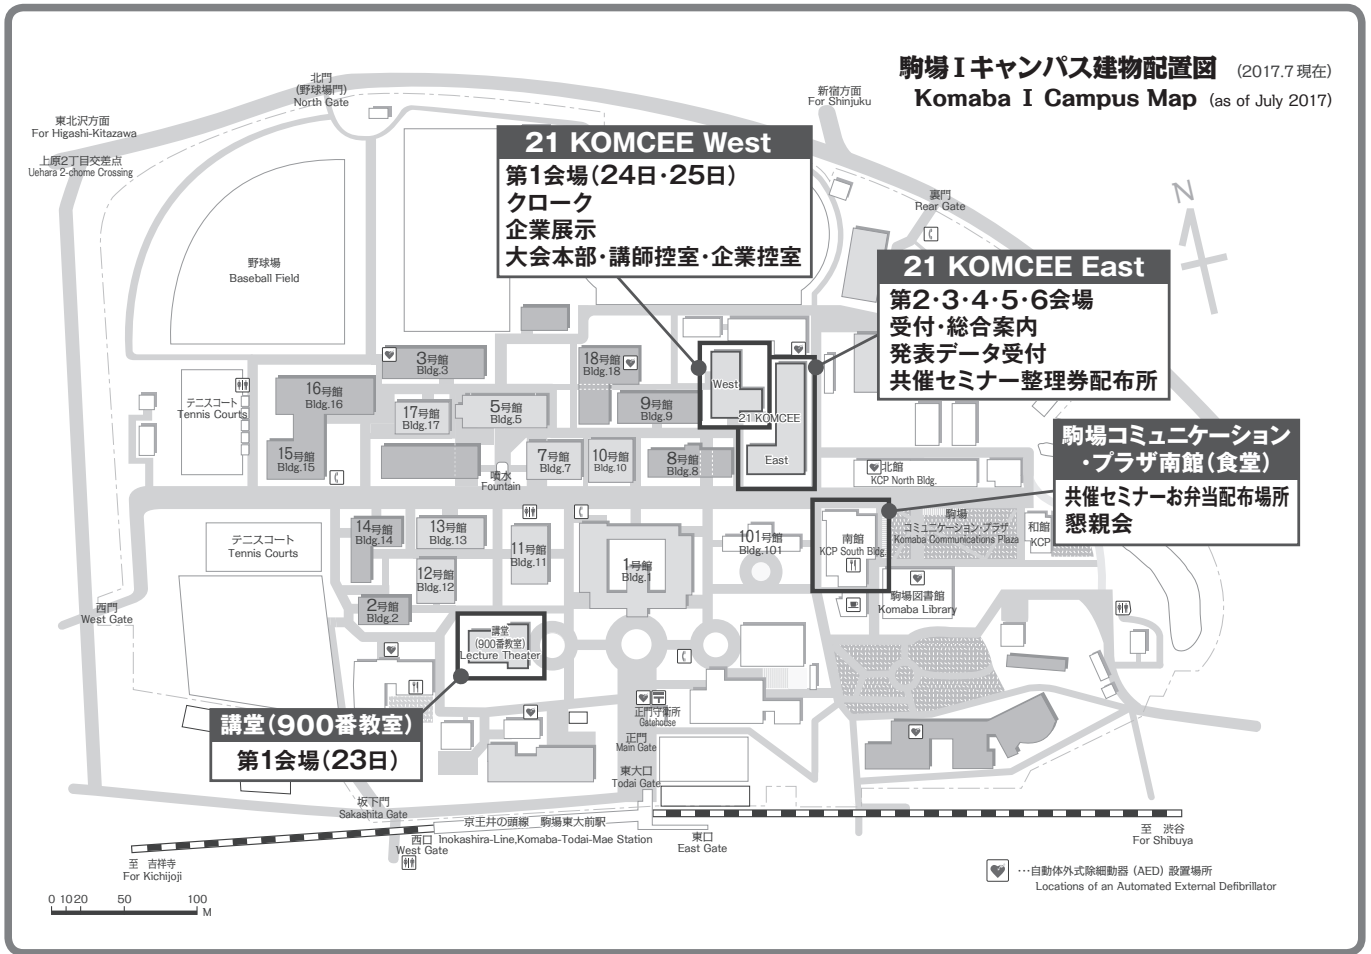 駒場Ⅰキャンパス建物配置図 (2017.7 現在)
Komaba Ⅰ Campus Map (as of July 2017)
北門
(野球場門)
North Gate
新宿方面
For Shinjuku
東北沢方面
For Higashi-Kitazawa
上原2丁目交差点
Uehara 2-chome Crossing
21 KOMCEE West
第1会場(24日・25日)
クローク
企業展示
大会本部・講師控室・企業控室
裏門
Rear Gate
N
21 KOMCEE East
第2・3・4・5・6会場
受付・総合案内
発表データ受付
共催セミナー整理券配布所
野球場
Baseball Field
3号館
Bldg.3
18号館
Bldg.18
West
21 KOMCEE
East
16号館
Bldg.16
テニスコート
Tennis Courts
17号館
Bldg.17
5号館
Bldg.5
9号館
Bldg.9
15号館
Bldg.15
7号館
Bldg.7
10号館
Bldg.10
8号館
Bldg.8
噴水
Fountain
北館
KCP North Bldg.
駒場コミュニケーション
・プラザ南館(食堂)
共催セミナーお弁当配布場所
懇親会
テニスコート
Tennis Courts
14号館
Bldg.14
13号館
Bldg.13
11号館
Bldg.11
12号館
Bldg.12
1号館
Bldg.1
101号館
Bldg.101
南館
KCP South Bldg.
駒場
コミュニケーション・プラザ
Komaba Communications Plaza
和館
KCP
駒場図書館
Komaba Library
西門
West Gate
2号館
Bldg.2
講堂
(900番教室)
Lecture Theater
講堂(900番教室)
第1会場(23日)
正門守衛所
Gatehouse
正門
Main Gate
東大口
Todai Gate
坂下門
Sakashita Gate
京王井の頭線 駒場東大前駅
Inokashira-Line,Komaba-Todai-Mae Station
西口
West Gate
東口
East Gate
至 渋谷
For Shibuya
至 吉祥寺
For Kichijoji
…自動体外式除細動器 (AED) 設置場所
Locations of an Automated External Defibrillator
0 10 20 50 100
M